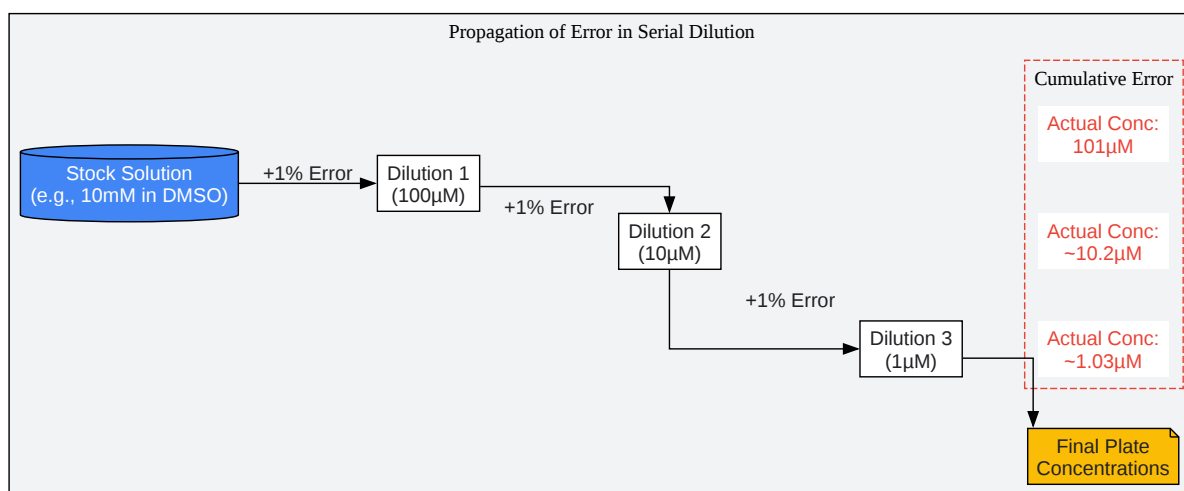 Propagation of Error in Serial Dilution
Cumulative Error
Actual Conc:
101µM
Stock Solution
(e.g., 10mM in DMSO)
+1% Error
Dilution 1
(100µM)
+1% Error
Dilution 2
(10µM)
Actual Conc:
~10.2µM
+1% Error
Dilution 3
(1µM)
Actual Conc:
~1.03µM
Final Plate
Concentrations